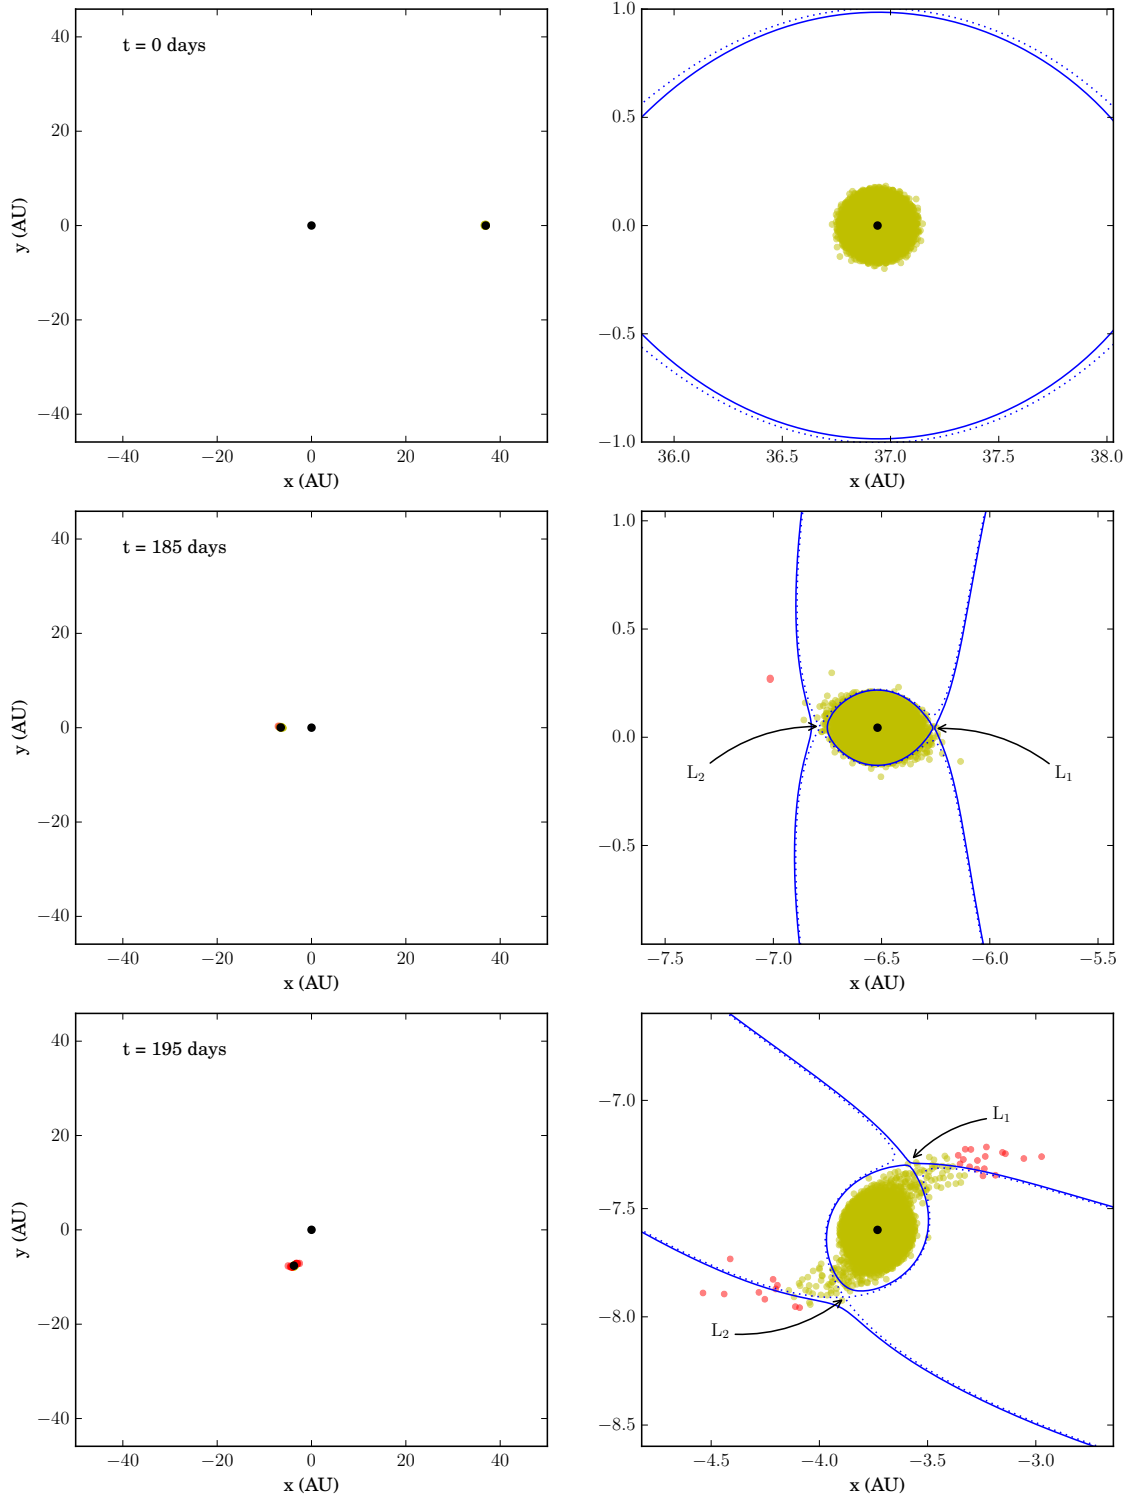 t = 0 days
40
20
0
−20
−40
y (AU)
−40 −20 0 20 40
x (AU)
1.0
0.5
0.0
−0.5
−1.0
36.0 36.5 37.0 37.5 38.0
x (AU)
t = 185 days
40
20
0
−20
−40
y (AU)
−40 −20 0 20 40
x (AU)
1.0
0.5
0.0
−0.5
L₂
L₁
−7.5 −7.0 −6.5 −6.0 −5.5
x (AU)
t = 195 days
40
20
0
−20
−40
y (AU)
−40 −20 0 20 40
x (AU)
−7.0
−7.5
−8.0
−8.5
L₁
L₂
−4.5 −4.0 −3.5 −3.0
x (AU)